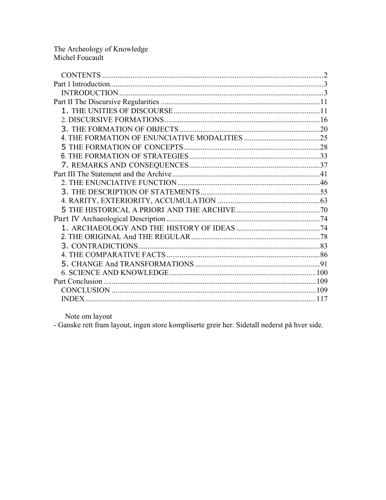 The Archeology of Knowledge
Michel Foucault
CONTENTS ...2
Part 1 Introduction...3
INTRODUCTION...3
Part II The Discursive Regularities ...11
1. THE UNITIES OF DISCOURSE ...11
2. DISCURSIVE FORMATIONS ...16
3. THE FORMATION OF OBJECTS ...20
4. THE FORMATION OF ENUNCIATIVE MODALITIES ...25
5 THE FORMATION OF CONCEPTS...28
6. THE FORMATION OF STRATEGIES...33
7. REMARKS AND CONSEQUENCES...37
Part III The Statement and the Archive...41
2. THE ENUNCIATIVE FUNCTION ...46
3. THE DESCRIPTION OF STATEMENTS...55
4. RARITY, EXTERIORITY, ACCUMULATION ...63
5 THE HISTORICAL A PRIORI AND THE ARCHIVE ...70
Part IV Archaeological Description ...74
1. ARCHAEOLOGY AND THE HISTORY OF IDEAS ...74
2. THE ORIGINAL And THE REGULAR...78
3. CONTRADICTIONS...83
4. THE COMPARATIVE FACTS ...86
5. CHANGE And TRANSFORMATIONS ...91
6. SCIENCE AND KNOWLEDGE ...100
Part Conclusion ...109
CONCLUSION ...109
INDEX...117
Note om layout
- Ganske rett fram layout, ingen store kompliserte greir her. Sidetall nederst på hver side.